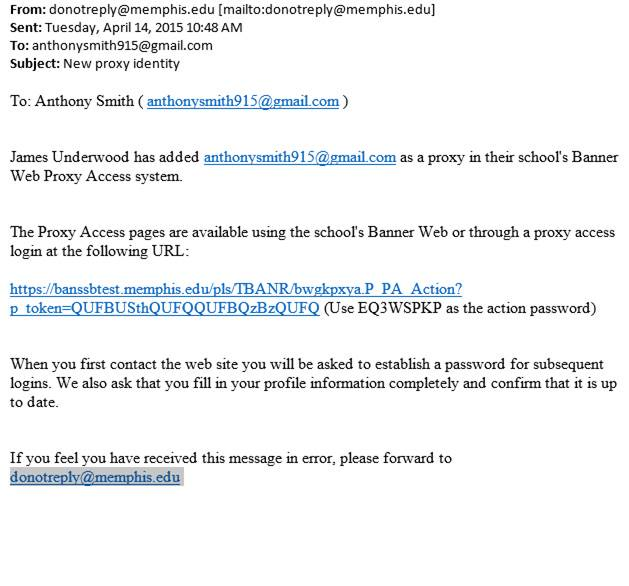 From: donotreply@memphis.edu [mailto:donotreply@memphis.edu]
Sent: Tuesday, April 14, 2015 10:48 AM
To: anthonysmith915@gmail.com
Subject: New proxy identity
To: Anthony Smith ( anthonysmith915@gmail.com )
James Underwood has added anthonysmith915@gmail.com as a proxy in their school's Banner
Web Proxy Access system.
The Proxy Access pages are available using the school's Banner Web or through a proxy access
login at the following URL:
https://banssbtest.memphis.edu/pls/TBANR/bwgkpxya.P_PA_Action?
p_token=QUFBUSthQUFQQUFBQzBzQUFQ (Use EQ3WSPKP as the action password)
When you first contact the web site you will be asked to establish a password for subsequent
logins. We also ask that you fill in your profile information completely and confirm that it is up
to date.
If you feel you have received this message in error, please forward to
donotreply@memphis.edu